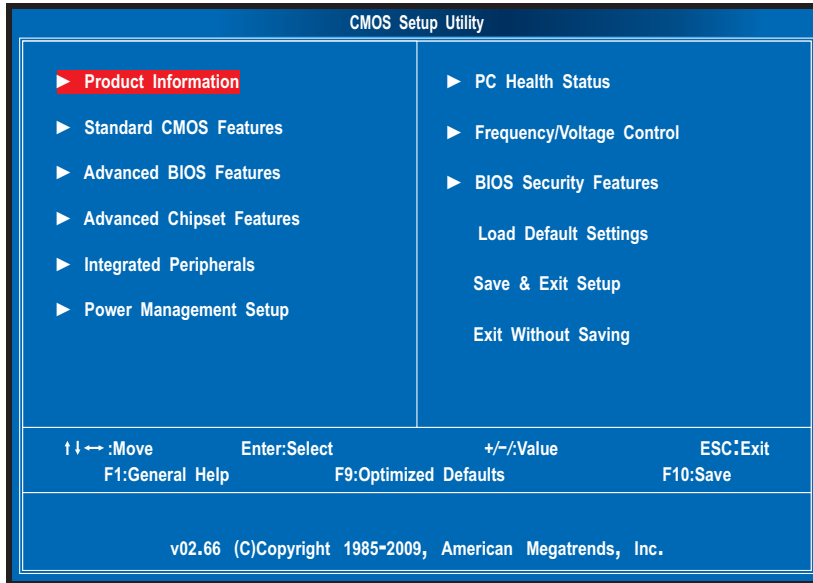 CMOS Setup Utility
► Product Information
► Standard CMOS Features
► Advanced BIOS Features
► Advanced Chipset Features
► Integrated Peripherals
► Power Management Setup
► PC Health Status
► Frequency/Voltage Control
► BIOS Security Features
Load Default Settings
Save & Exit Setup
Exit Without Saving
↑↓↔:Move Enter:Select +/-/:Value ESC:Exit
F1:General Help F9:Optimized Defaults F10:Save
v02.66 (C)Copyright 1985-2009, American Megatrends, Inc.